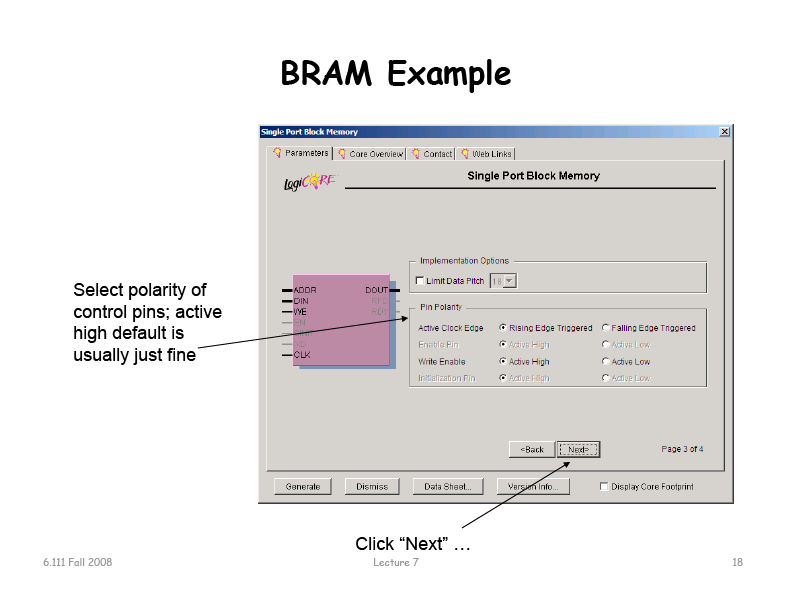 BRAM Example
Single Port Block Memory
Parameters
Core Overview
Contact
Web Links
LogiCORE
Single Port Block Memory
Implementation Options
Limit Data Pitch 18
Select polarity of
control pins; active
high default is
usually just fine
ADDR DOUT
DIN RFD
WE RDY
EN
ND
CLK
Pin Polarity
Active Clock Edge Rising Edge Triggered Falling Edge Triggered
Enable Pin Active High Active Low
Write Enable Active High Active Low
Initialization Pin Active High Active Low
<Back Next> Page 3 of 4
Generate Dismiss Data Sheet... Version Info... Display Core Footprint
Click “Next” …
6.111 Fall 2008 Lecture 7 18